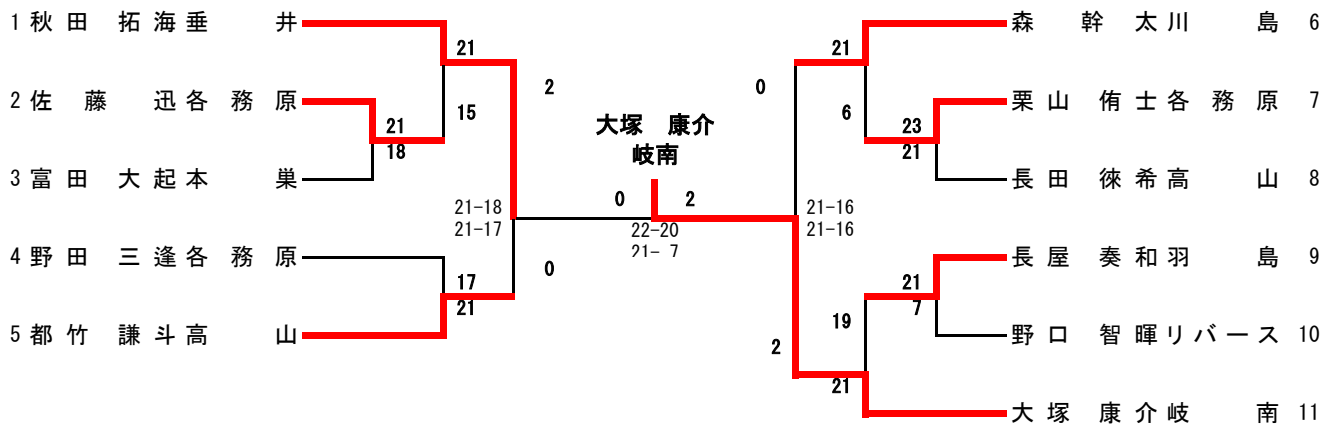 1 秋田 拓海 垂井
21
2 佐藤 迅 各務原
15
21
18
3 富田 大起 本巣
21-18
21-17
2
0
4 野田 三逢 各務原
17
21
5 都竹 謙斗 高山
大塚 康介
岐南
0 2
22-20
21- 7
森 幹太 川島 6
21
0
6
栗山 侑士 各務原 7
23
21
長田 徠希 高山 8
21-16
21-16
長屋 奏和 羽島 9
21
7
19
野口 智暉 リバース 10
2
21
大塚 康介 岐南 11